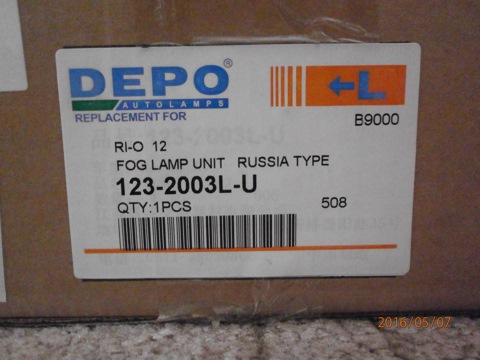 DEPO®
AUTOLAMPS
REPLACEMENT FOR
L
B9000
RI-O 12
FOG LAMP UNIT RUSSIA TYPE
123-2003L-U
QTY:1PCS 508
2016/05/07